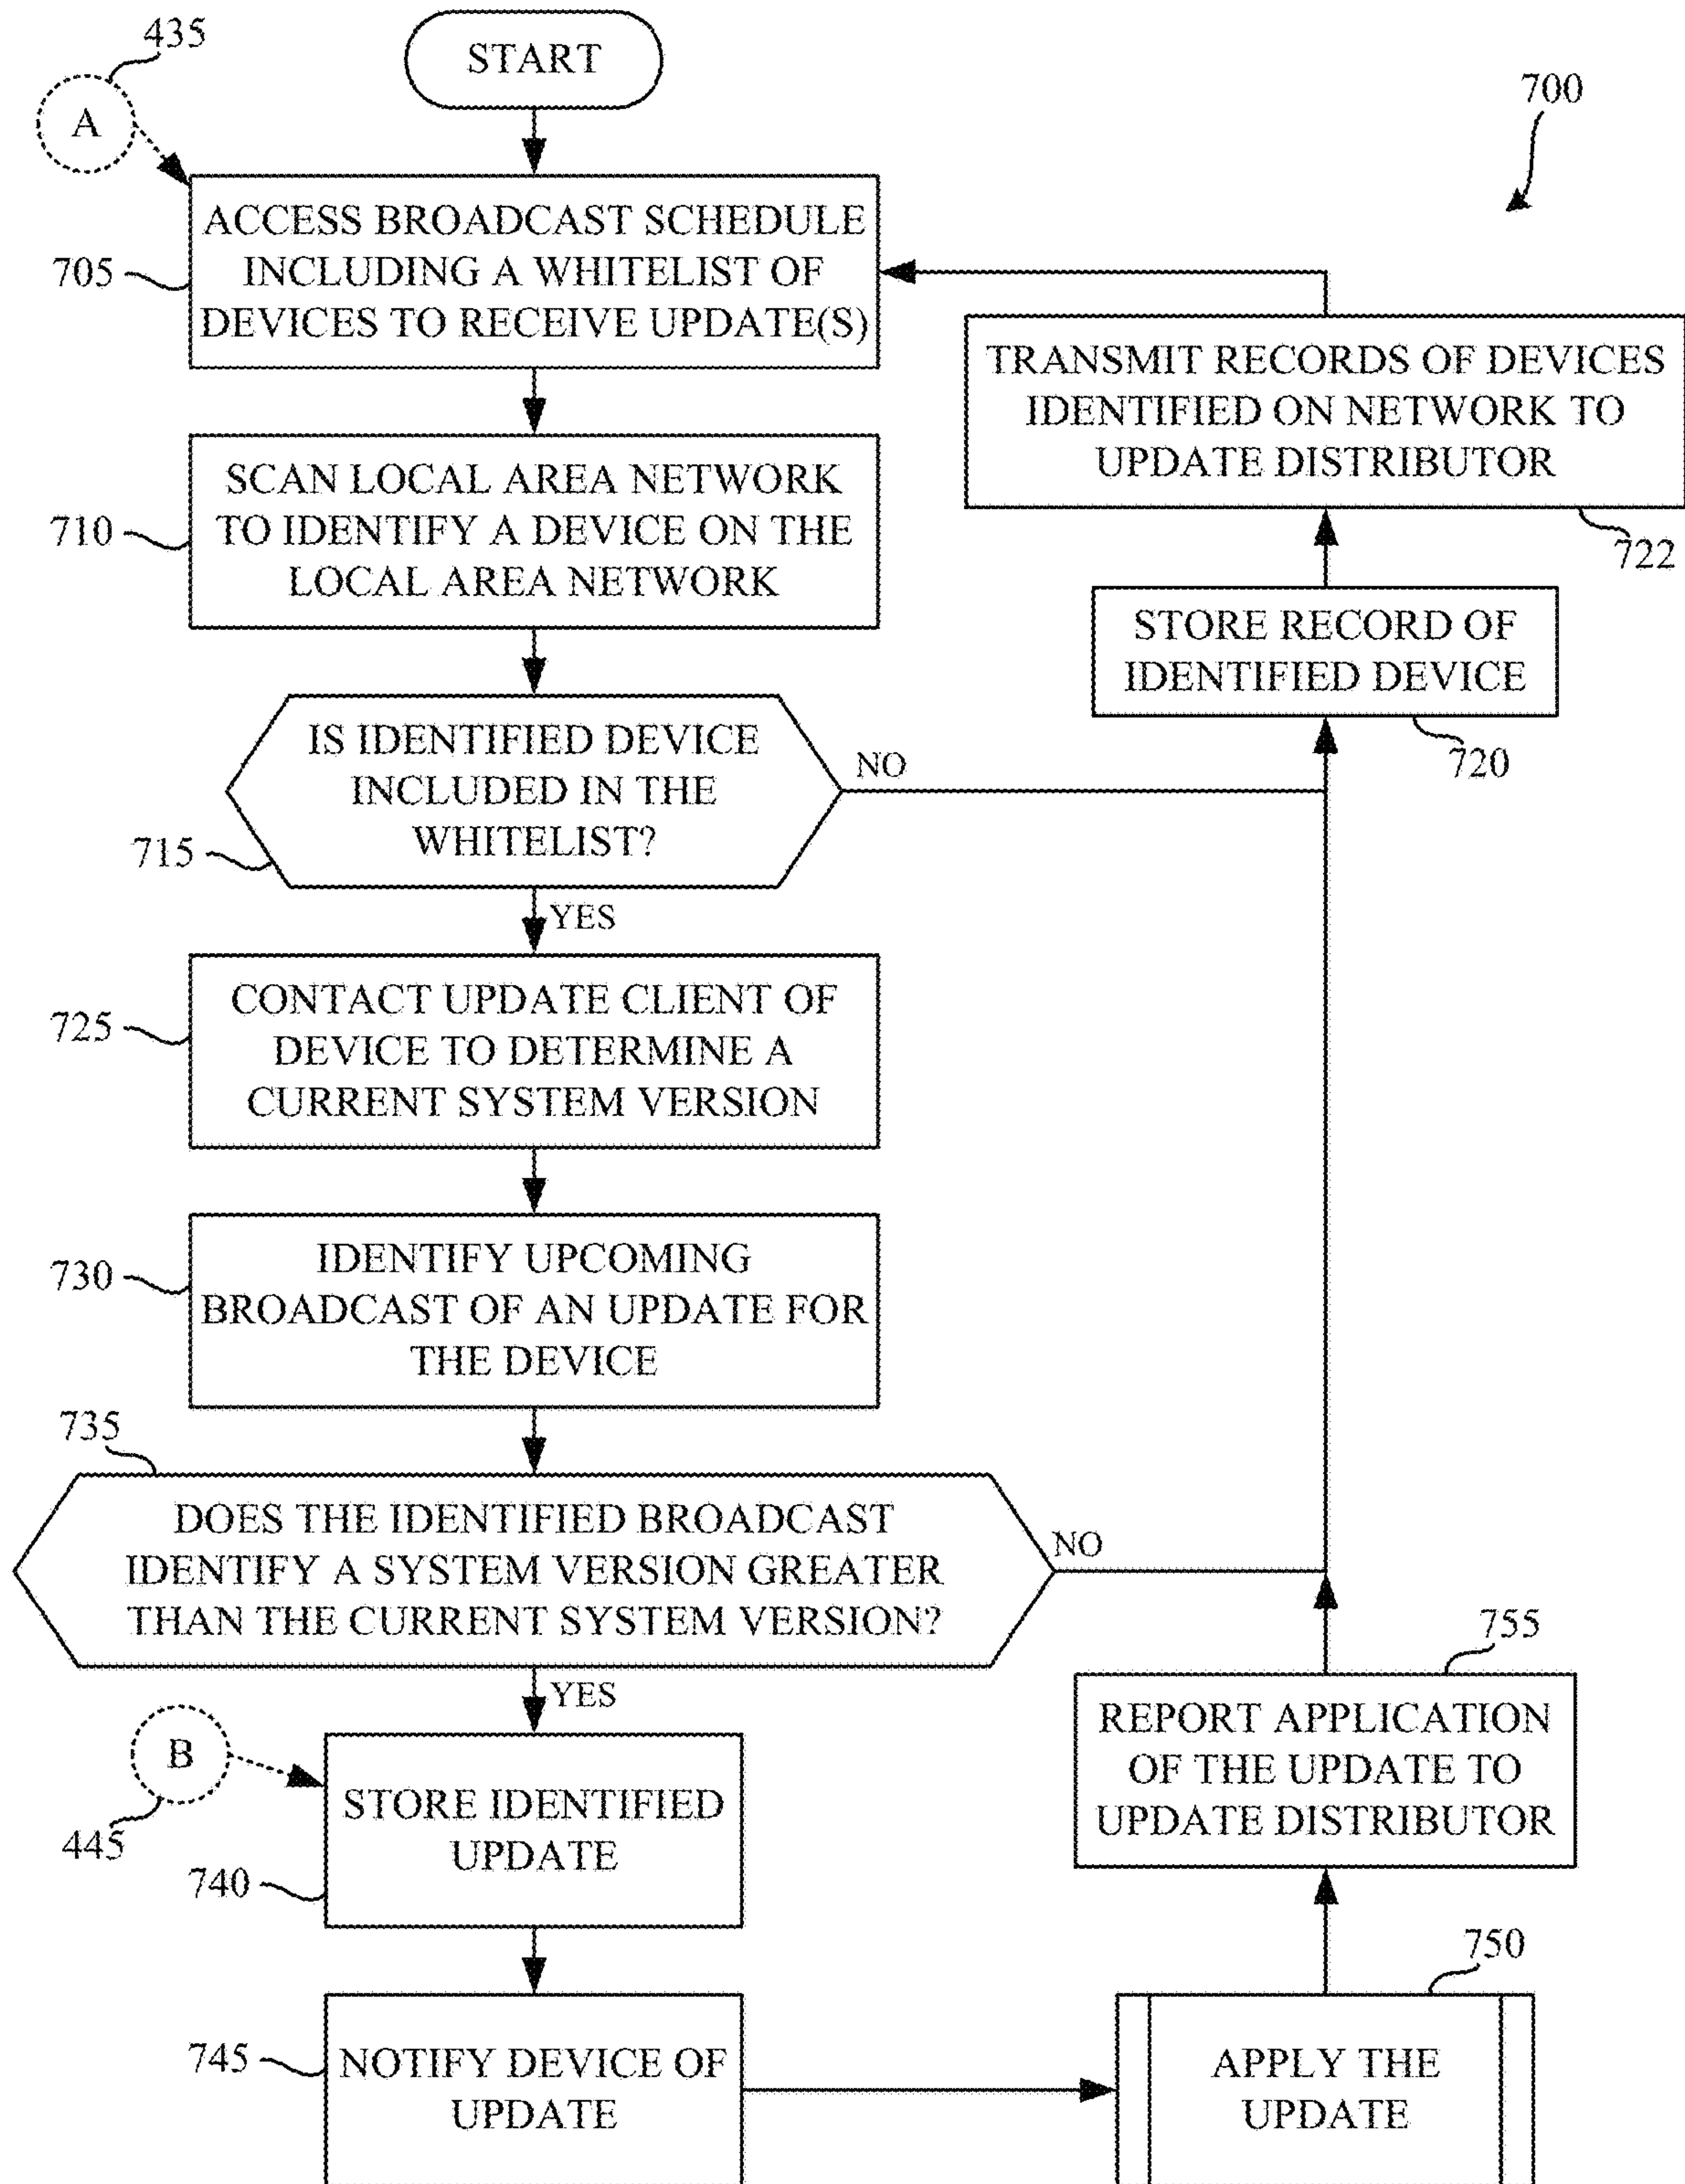 435
START
A
700
ACCESS BROADCAST SCHEDULE
INCLUDING A WHITELIST OF
DEVICES TO RECEIVE UPDATE(S)
705
TRANSMIT RECORDS OF DEVICES
IDENTIFIED ON NETWORK TO
UPDATE DISTRIBUTOR
722
SCAN LOCAL AREA NETWORK
TO IDENTIFY A DEVICE ON THE
LOCAL AREA NETWORK
710
STORE RECORD OF
IDENTIFIED DEVICE
720
IS IDENTIFIED DEVICE
INCLUDED IN THE
WHITELIST?
NO
715
YES
CONTACT UPDATE CLIENT OF
DEVICE TO DETERMINE A
CURRENT SYSTEM VERSION
725
IDENTIFY UPCOMING
BROADCAST OF AN UPDATE FOR
THE DEVICE
730
735
DOES THE IDENTIFIED BROADCAST
IDENTIFY A SYSTEM VERSION GREATER
THAN THE CURRENT SYSTEM VERSION?
NO
YES
755
REPORT APPLICATION
OF THE UPDATE TO
UPDATE DISTRIBUTOR
B
445
STORE IDENTIFIED
UPDATE
740
750
745
NOTIFY DEVICE OF
UPDATE
APPLY THE
UPDATE